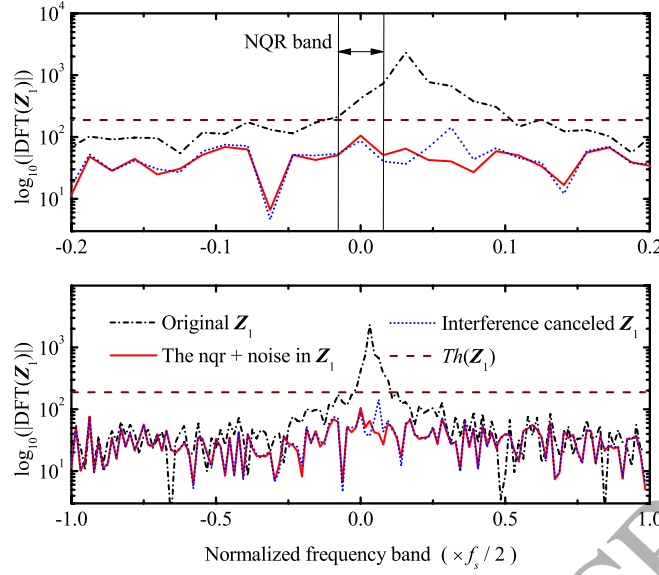 10^4
NQR band
10^3
10^2
10^1
log10(|DFT(Z1)|)
-0.2 -0.1 0.0 0.1 0.2
10^3
10^2
10^1
log10(|DFT(Z1)|)
Original Z1
Interference canceled Z1
The nqr + noise in Z1
Th(Z1)
-1.0 -0.5 0.0 0.5 1.0
Normalized frequency band (×fs/2)